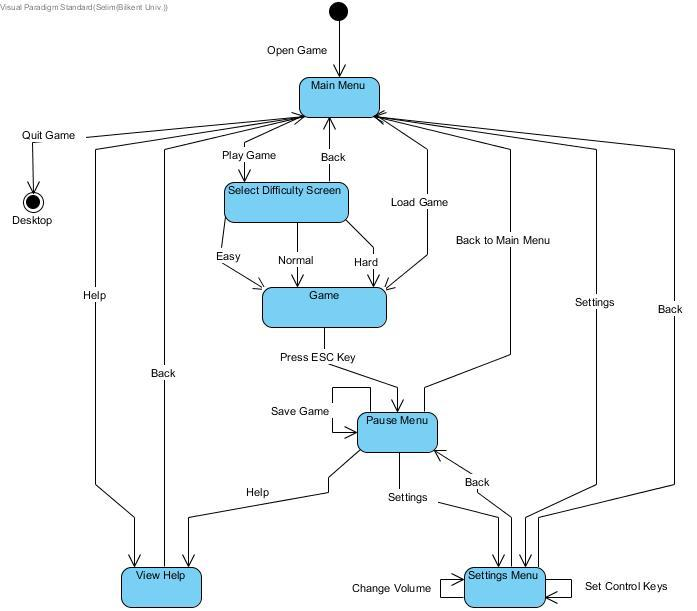 Visual Paradigm Standard(Selim(Bilkent Univ.))
Open Game
Main Menu
Quit Game
Play Game
Back
Desktop
Select Difficulty Screen
Load Game
Back to Main Menu
Easy
Normal
Hard
Game
Help
Settings
Back
Press ESC Key
Back
Save Game
Pause Menu
Help
Settings
Back
View Help
Settings Menu
Change Volume
Set Control Keys